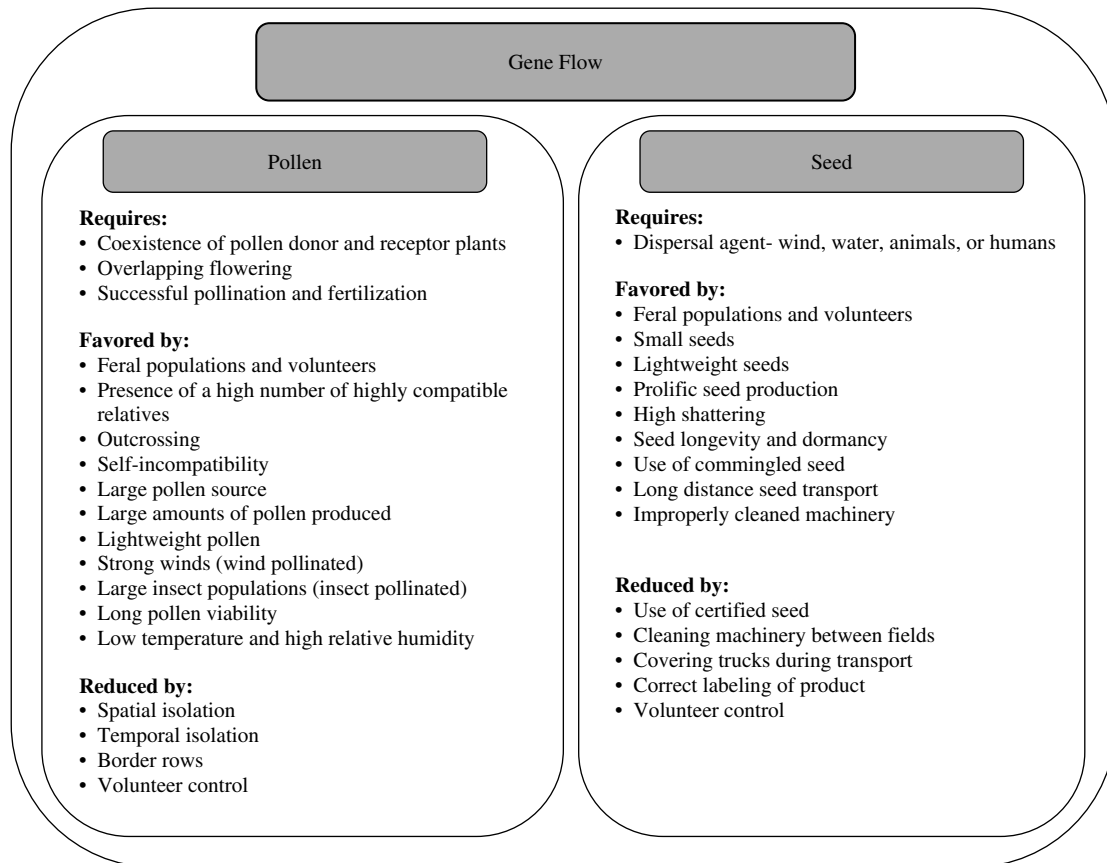 Gene Flow
Pollen
Requires:
• Coexistence of pollen donor and receptor plants
• Overlapping flowering
• Successful pollination and fertilization
Favored by:
• Feral populations and volunteers
• Presence of a high number of highly compatible
relatives
• Outcrossing
• Self-incompatibility
• Large pollen source
• Large amounts of pollen produced
• Lightweight pollen
• Strong winds (wind pollinated)
• Large insect populations (insect pollinated)
• Long pollen viability
• Low temperature and high relative humidity
Reduced by:
• Spatial isolation
• Temporal isolation
• Border rows
• Volunteer control
Seed
Requires:
• Dispersal agent- wind, water, animals, or humans
Favored by:
• Feral populations and volunteers
• Small seeds
• Lightweight seeds
• Prolific seed production
• High shattering
• Seed longevity and dormancy
• Use of commingled seed
• Long distance seed transport
• Improperly cleaned machinery
Reduced by:
• Use of certified seed
• Cleaning machinery between fields
• Covering trucks during transport
• Correct labeling of product
• Volunteer control